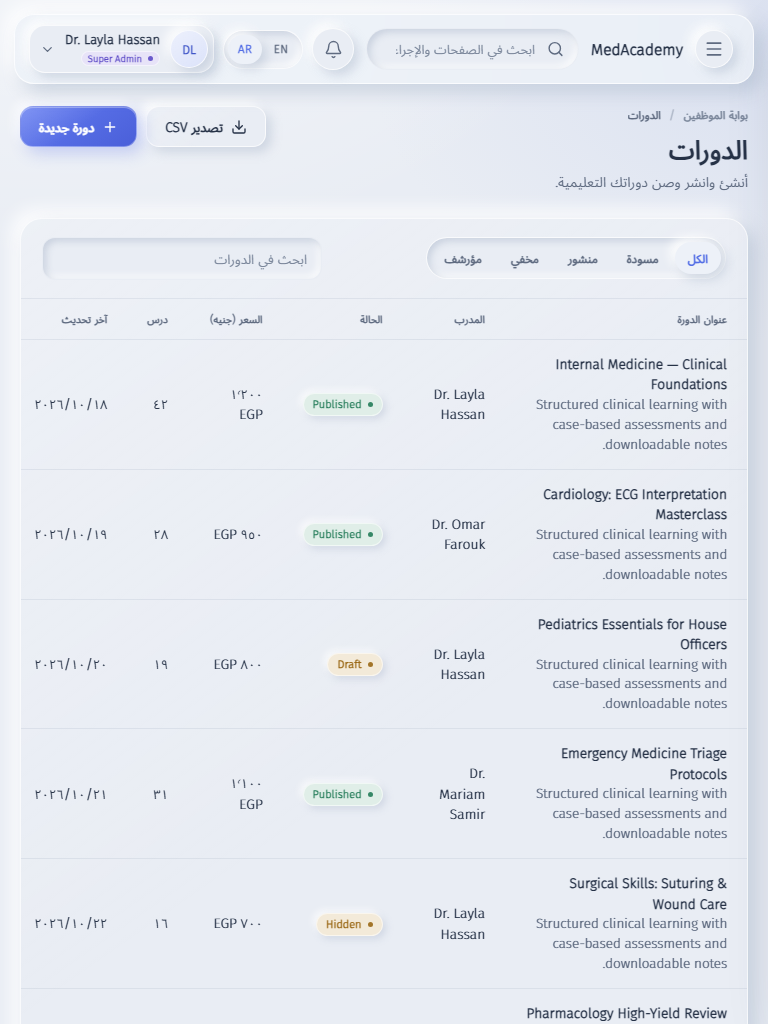 MedAcademy
ابحث في الصفحات والإجرا:
AR
EN
DL
Dr. Layla Hassan
Super Admin
بوابة الموظفين / الدورات
الدورات
أنشئ وانشر وصن دوراتك التعليمية.
تصدير CSV
دورة جديدة
الكل
مسودة
منشور
مخفي
مؤرشف
ابحث في الدورات
عنوان الدورة
المدرب
الحالة
السعر (جنيه)
درس
آخر تحديث
Internal Medicine — Clinical
Foundations
Structured clinical learning with
case-based assessments and
.downloadable notes
Dr. Layla
Hassan
Published
١٬٢٠٠
EGP
٤٢
٢٠٢٦/١٠/١٨
Cardiology: ECG Interpretation
Masterclass
Structured clinical learning with
case-based assessments and
.downloadable notes
Dr. Omar
Farouk
Published
EGP ٩٥٠
٢٨
٢٠٢٦/١٠/١٩
Pediatrics Essentials for House
Officers
Structured clinical learning with
case-based assessments and
.downloadable notes
Dr. Layla
Hassan
Draft
EGP ٨٠٠
١٩
٢٠٢٦/١٠/٢٠
Emergency Medicine Triage
Protocols
Structured clinical learning with
case-based assessments and
.downloadable notes
Dr.
Mariam
Samir
Published
١٬١٠٠
EGP
٣١
٢٠٢٦/١٠/٢١
Surgical Skills: Suturing &
Wound Care
Structured clinical learning with
case-based assessments and
.downloadable notes
Dr. Layla
Hassan
Hidden
EGP ٧٠٠
١٦
٢٠٢٦/١٠/٢٢
Pharmacology High-Yield Review